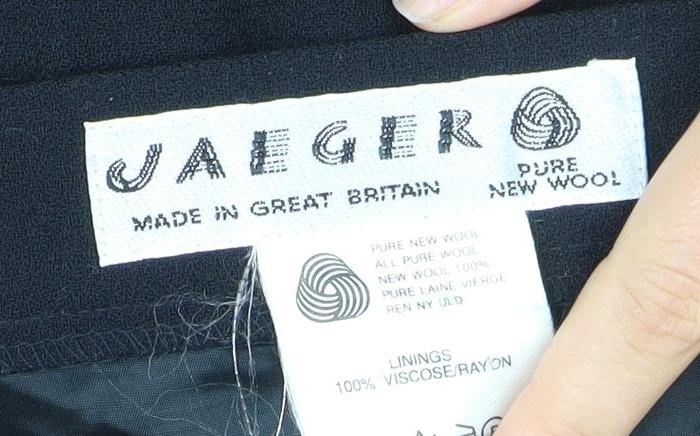 JAEGER
MADE IN GREAT BRITAIN
PURE
NEW WOOL
PURE NEW WOOL
ALL PURE WOOL
NEW WOOL 100%
PURE LAINE VIERGE
REN NY ULD
LININGS
100% VISCOSE/RAYON